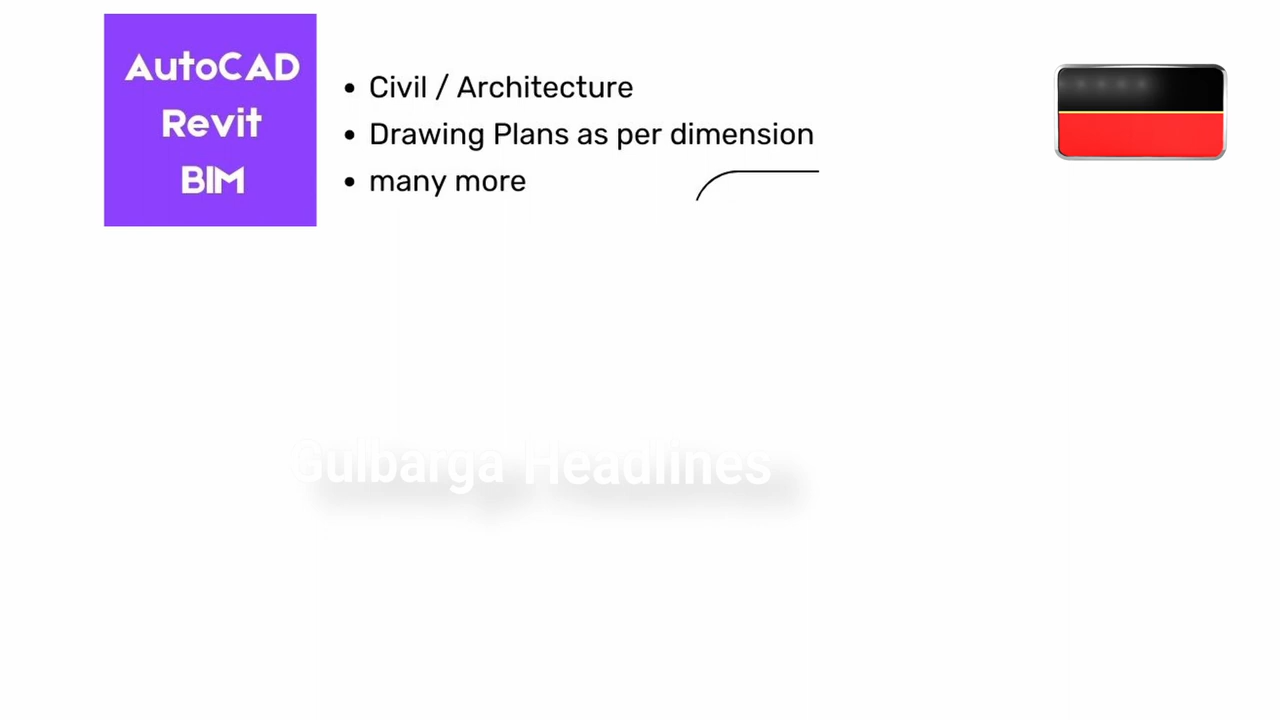 AutoCAD
Revit
BIM
Civil / Architecture
Drawing Plans as per dimension
many more
Gulbarga Headlines